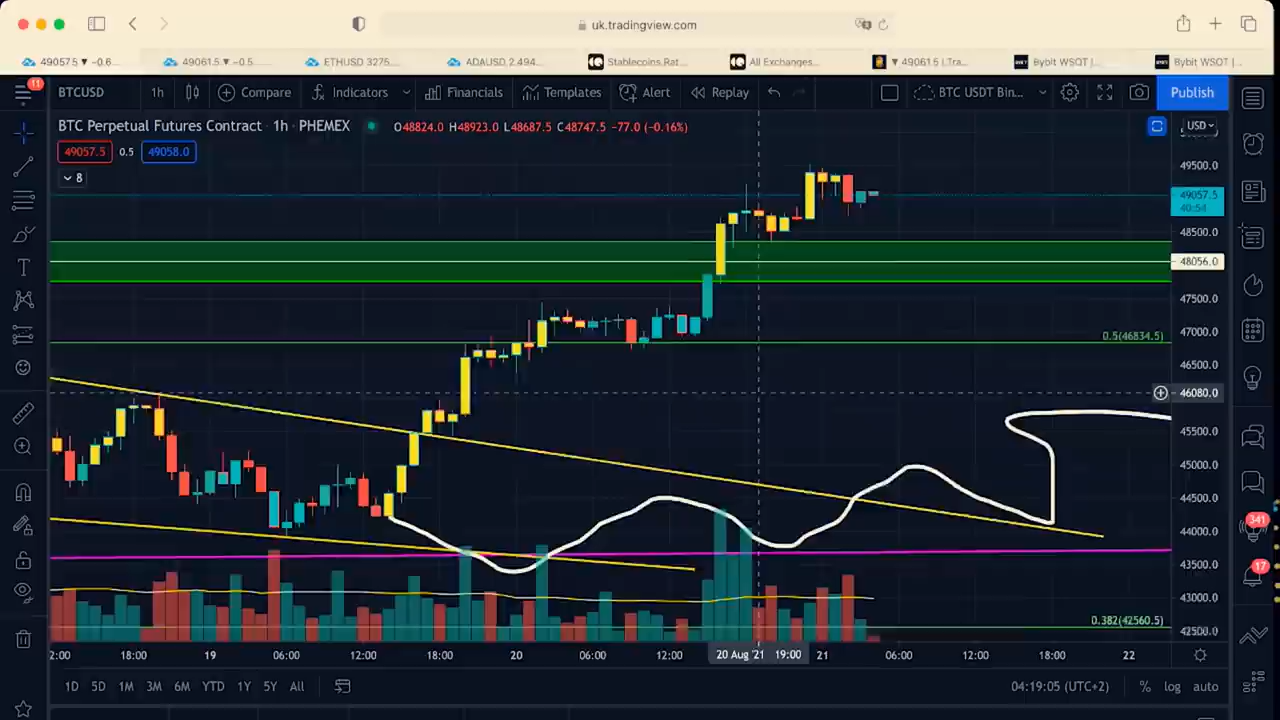 uk.tradingview.com
49057.5 ▼ −0.6...
49061.5 ▼ −0.5...
ETHUSD 3275...
ADAUSD 2.494...
Stablecoins.Rat...
All Exchanges...
▼ 49061.5 (.Tra...
Bybit WSOT |...
Bybit WSOT |...
11
BTCUSD
1h
Compare
Indicators
Financials
Templates
Alert
Replay
BTC USDT Bin...
Publish
BTC Perpetual Futures Contract · 1h · PHEMEX
O48824.0 H48923.0 L48687.5 C48747.5 −77.0 (−0.16%)
USD
49057.5
0.5
49058.0
8
49500.0
49057.5
40:54
48500.0
48056.0
47500.0
0.5(46834.5)
47000.0
46500.0
46080.0
45500.0
45000.0
44500.0
44000.0
43500.0
43000.0
0.382(42560.5)
42500.0
341
17
2:00
18:00
19
06:00
12:00
18:00
20
06:00
12:00
20 Aug '21 19:00
21
06:00
12:00
18:00
22
1D
5D
1M
3M
6M
YTD
1Y
5Y
All
04:19:05 (UTC+2)
%
log
auto